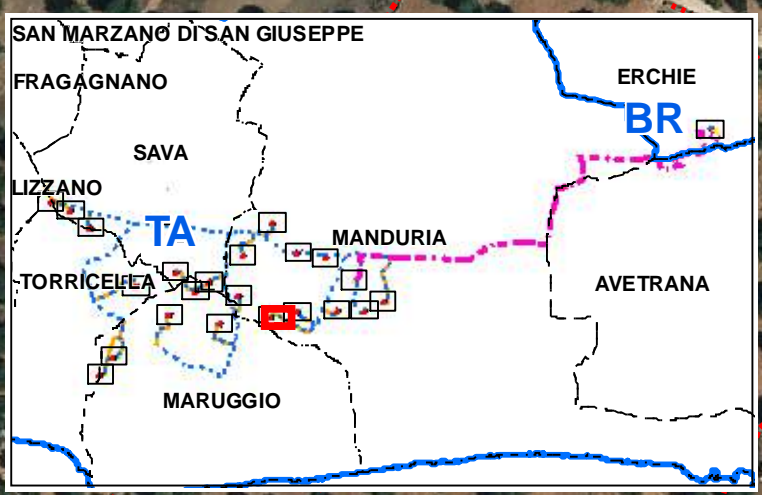 SAN MARZANO DI SAN GIUSEPPE
FRAGAGNANO
ERCHIE
BR
SAVA
LIZZANO
TA
MANDURIA
TORRICELLA
AVETRANA
MARUGGIO